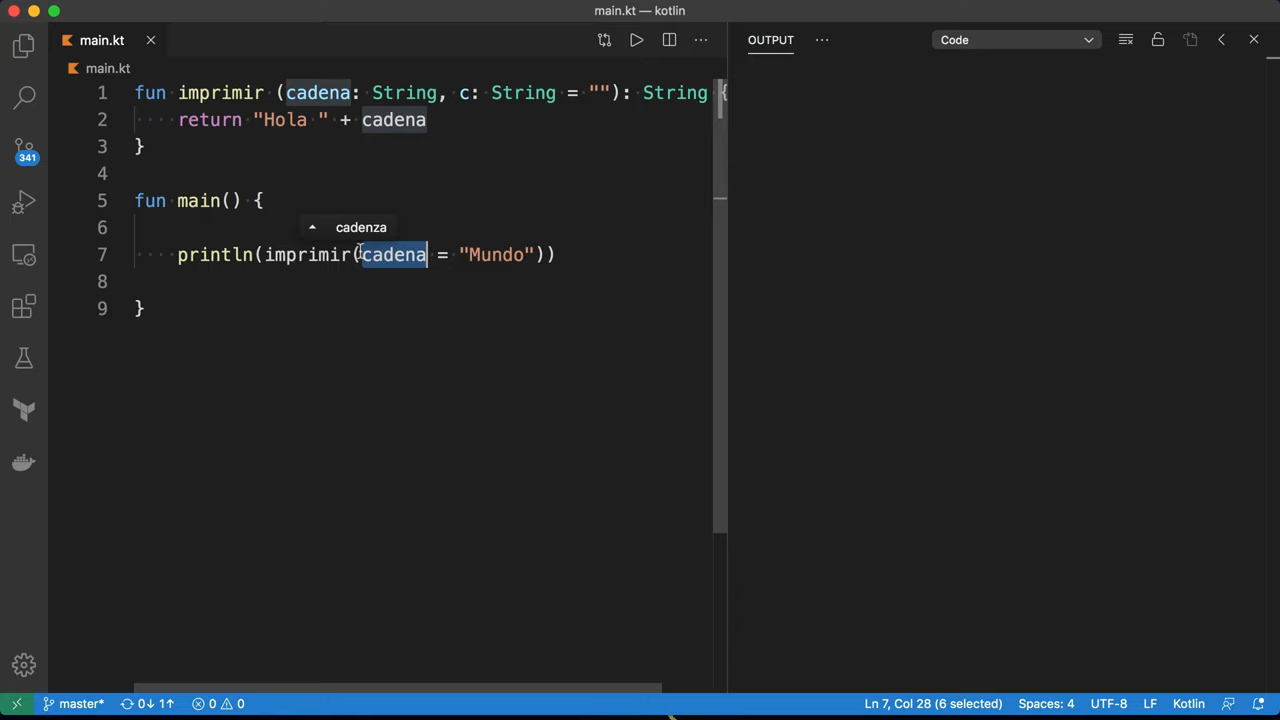 main.kt — kotlin
main.kt
OUTPUT
Code
main.kt
1 fun imprimir (cadena: String, c: String = ""): String {
2 return "Hola " + cadena
3 }
4
5 fun main() {
6
cadenza
7 println(imprimir(cadena = "Mundo"))
8
9 }
341
master* 0↓ 1↑ 0 0 Ln 7, Col 28 (6 selected) Spaces: 4 UTF-8 LF Kotlin